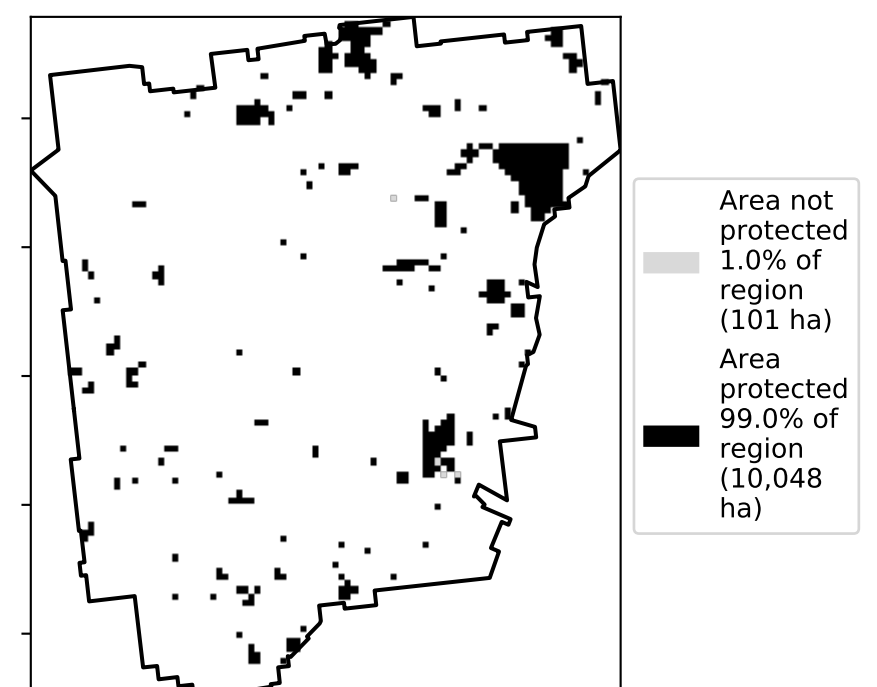 Area not
protected
1.0% of
region
(101 ha)
Area
protected
99.0% of
region
(10,048
ha)